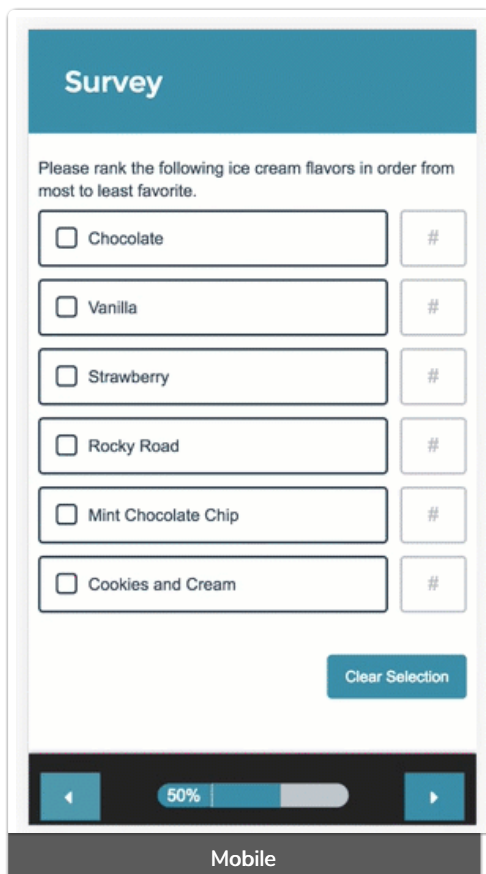 Survey
Please rank the following ice cream flavors in order from
most to least favorite.
Chocolate #
Vanilla #
Strawberry #
Rocky Road #
Mint Chocolate Chip #
Cookies and Cream #
Clear Selection
50%
Mobile